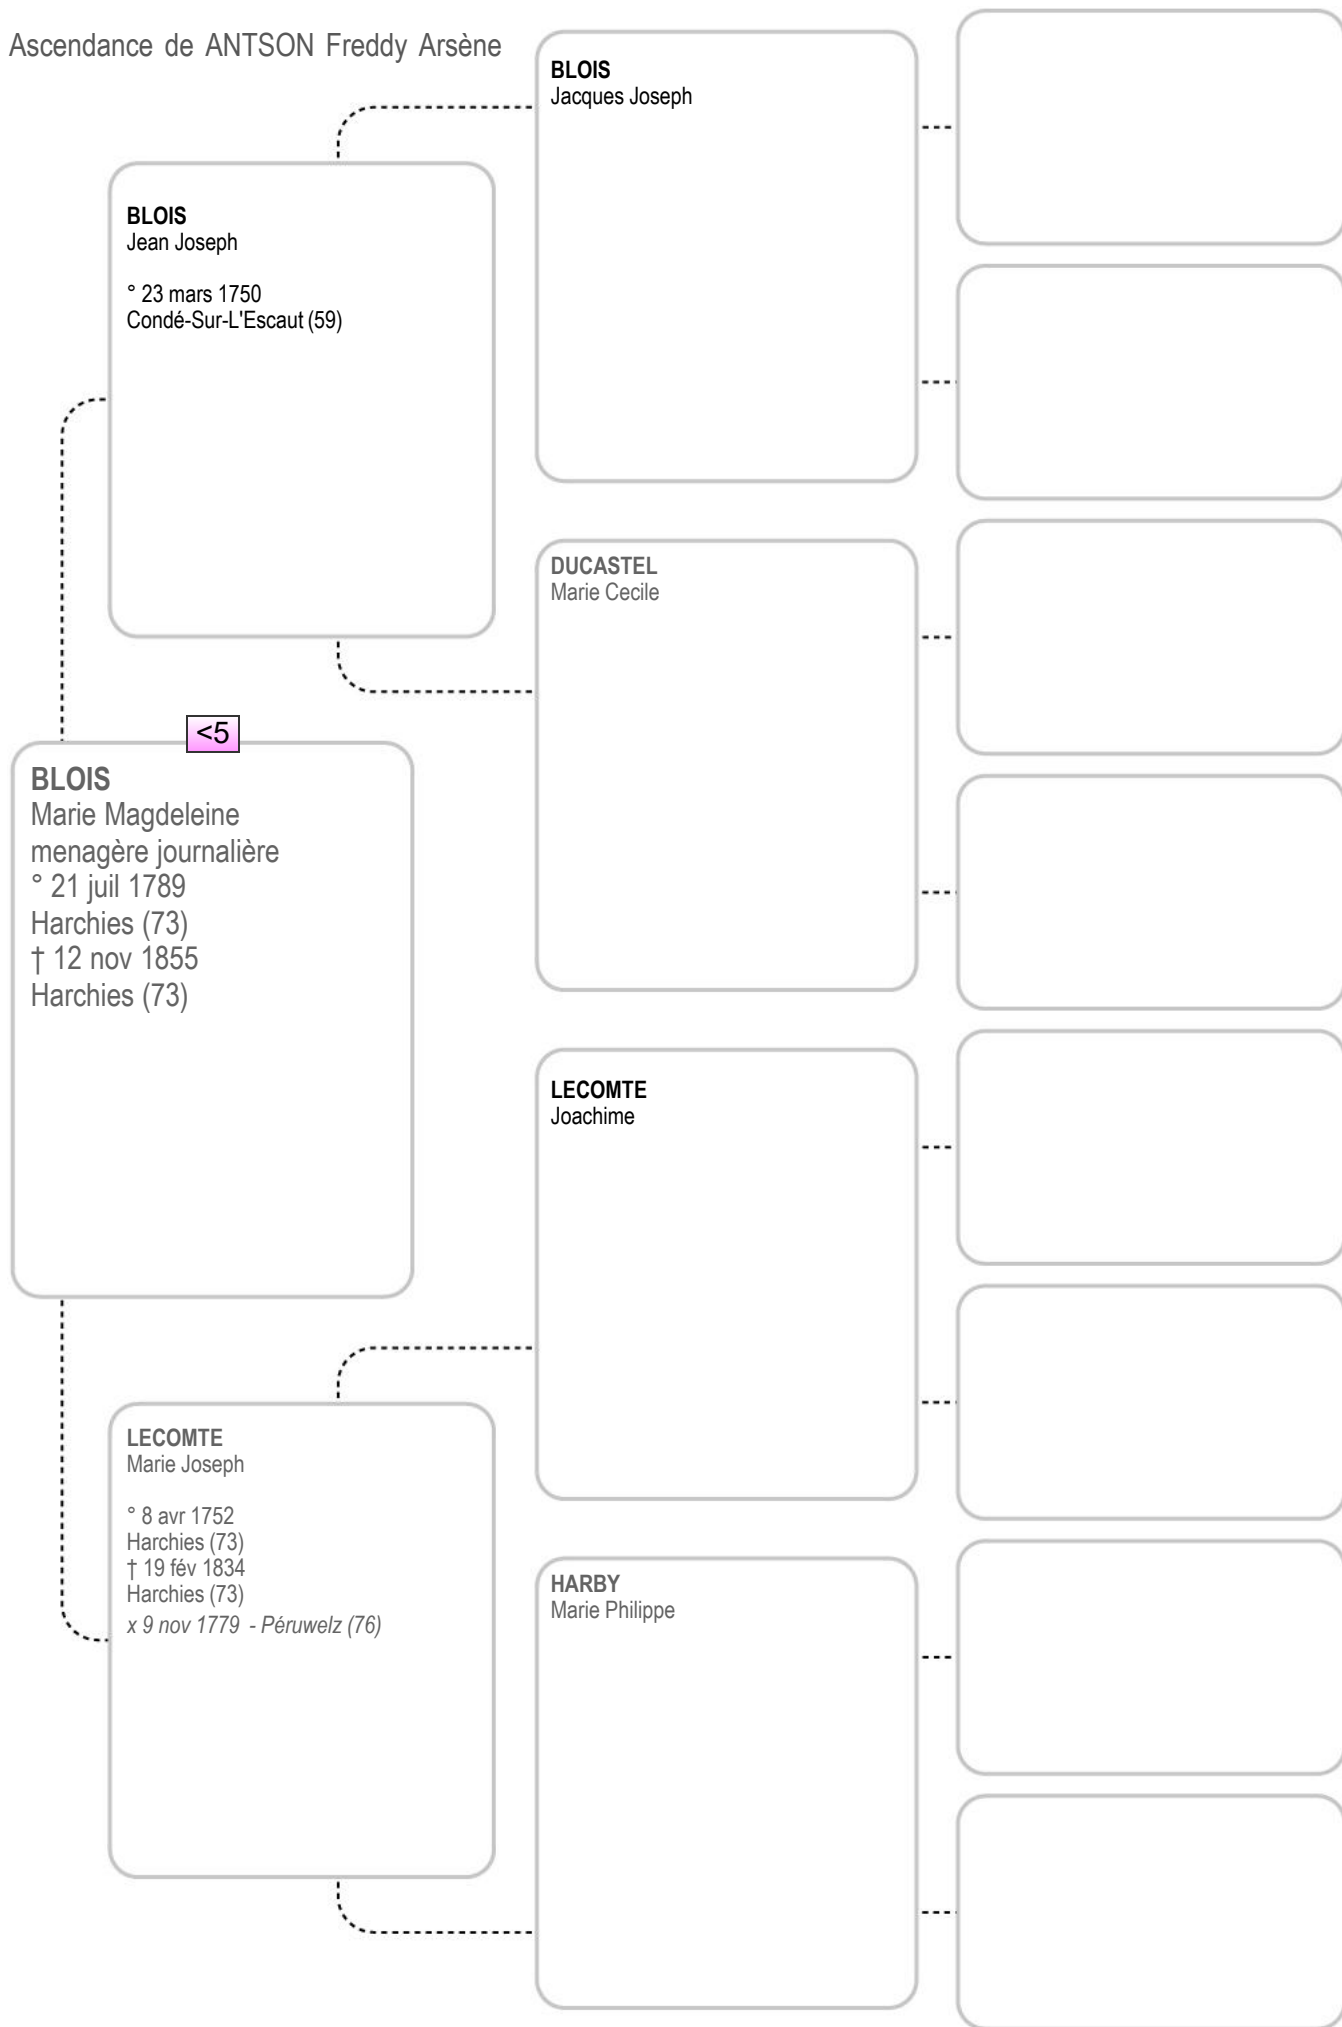 Ascendance de ANTSON Freddy Arsène
BLOIS
Jacques Joseph
BLOIS
Jean Joseph
° 23 mars 1750
Condé-Sur-L'Escaut (59)
DUCASTEL
Marie Cecile
<5
BLOIS
Marie Magdeleine
menagère journalière
° 21 juil 1789
Harchies (73)
† 12 nov 1855
Harchies (73)
LECOMTE
Joachime
LECOMTE
Marie Joseph
° 8 avr 1752
Harchies (73)
† 19 fév 1834
Harchies (73)
x 9 nov 1779 - Péruwelz (76)
HARBY
Marie Philippe